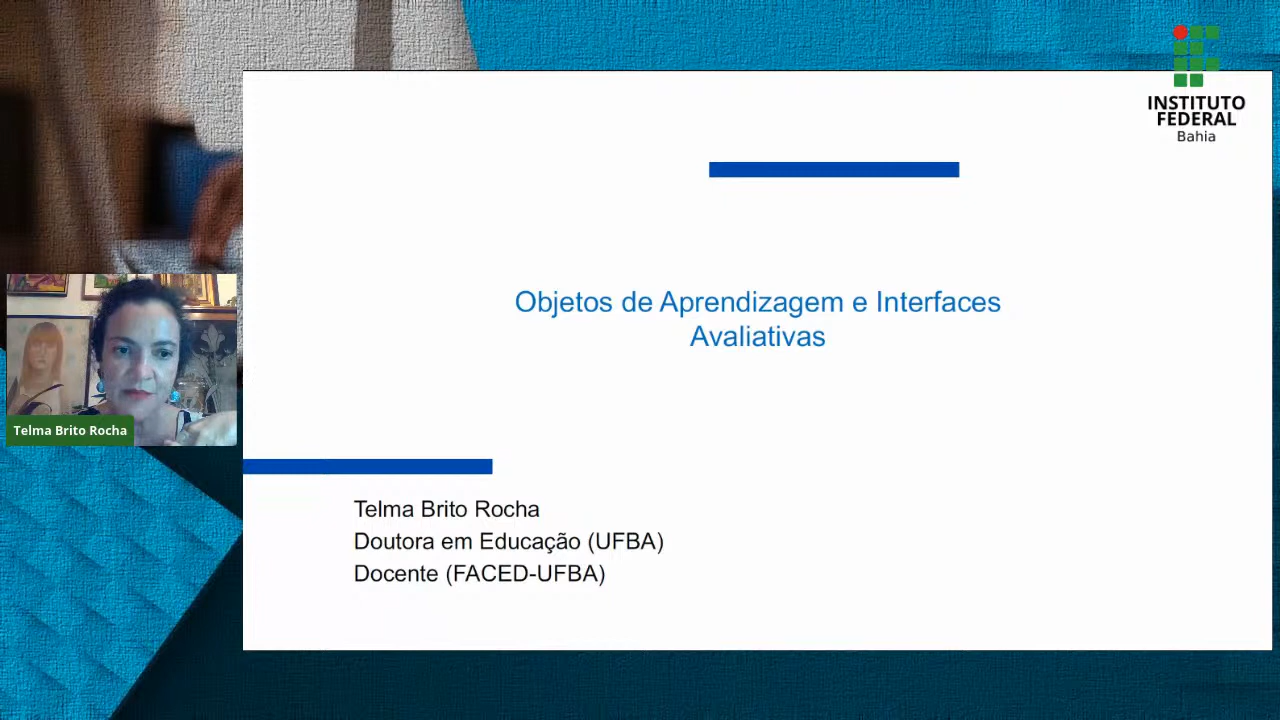 INSTITUTO
FEDERAL
Bahia
Objetos de Aprendizagem e Interfaces
Avaliativas
Telma Brito Rocha
Telma Brito Rocha
Doutora em Educação (UFBA)
Docente (FACED-UFBA)